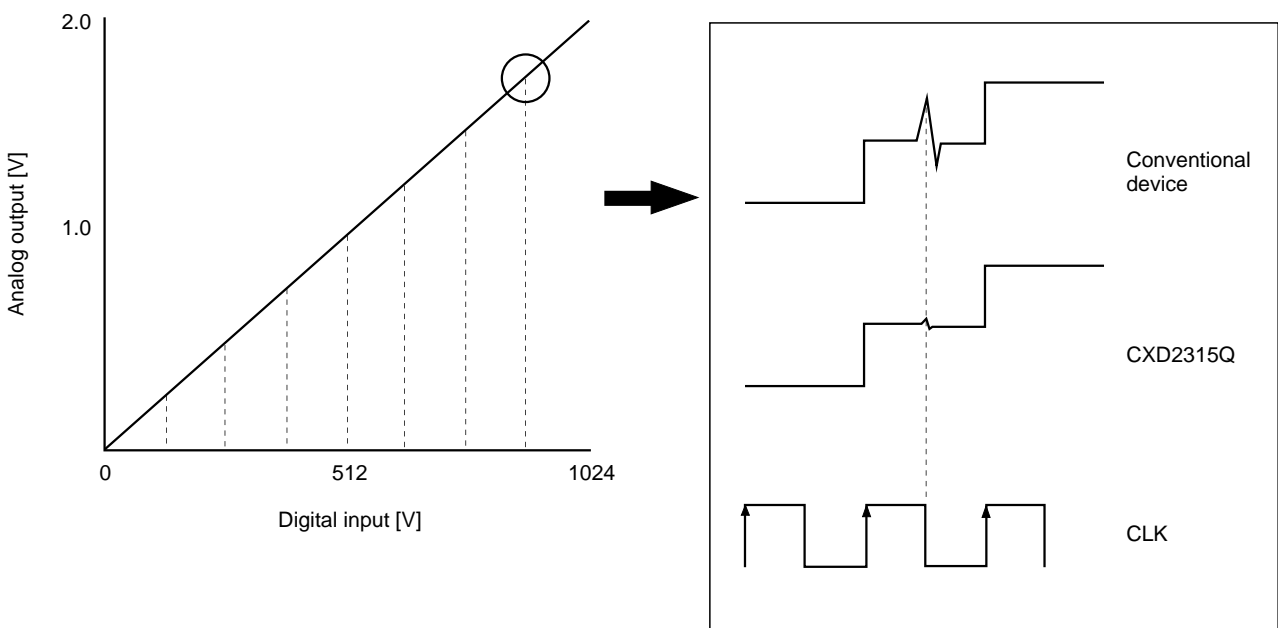 2.0
1.0
Analog output [V]
0
512
1024
Digital input [V]
Conventional
device
CXD2315Q
CLK